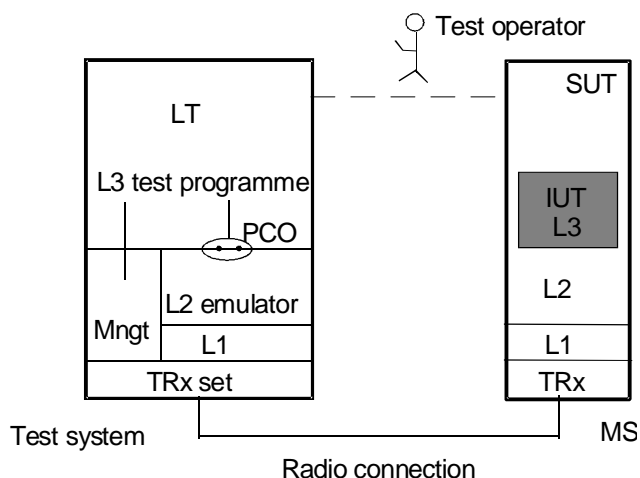 Test operator
SUT
LT
L3 test programme
IUT
L3
PCO
L2 emulator
L2
Mngt
L1
L1
TRx set
TRx
Test system
MS
Radio connection